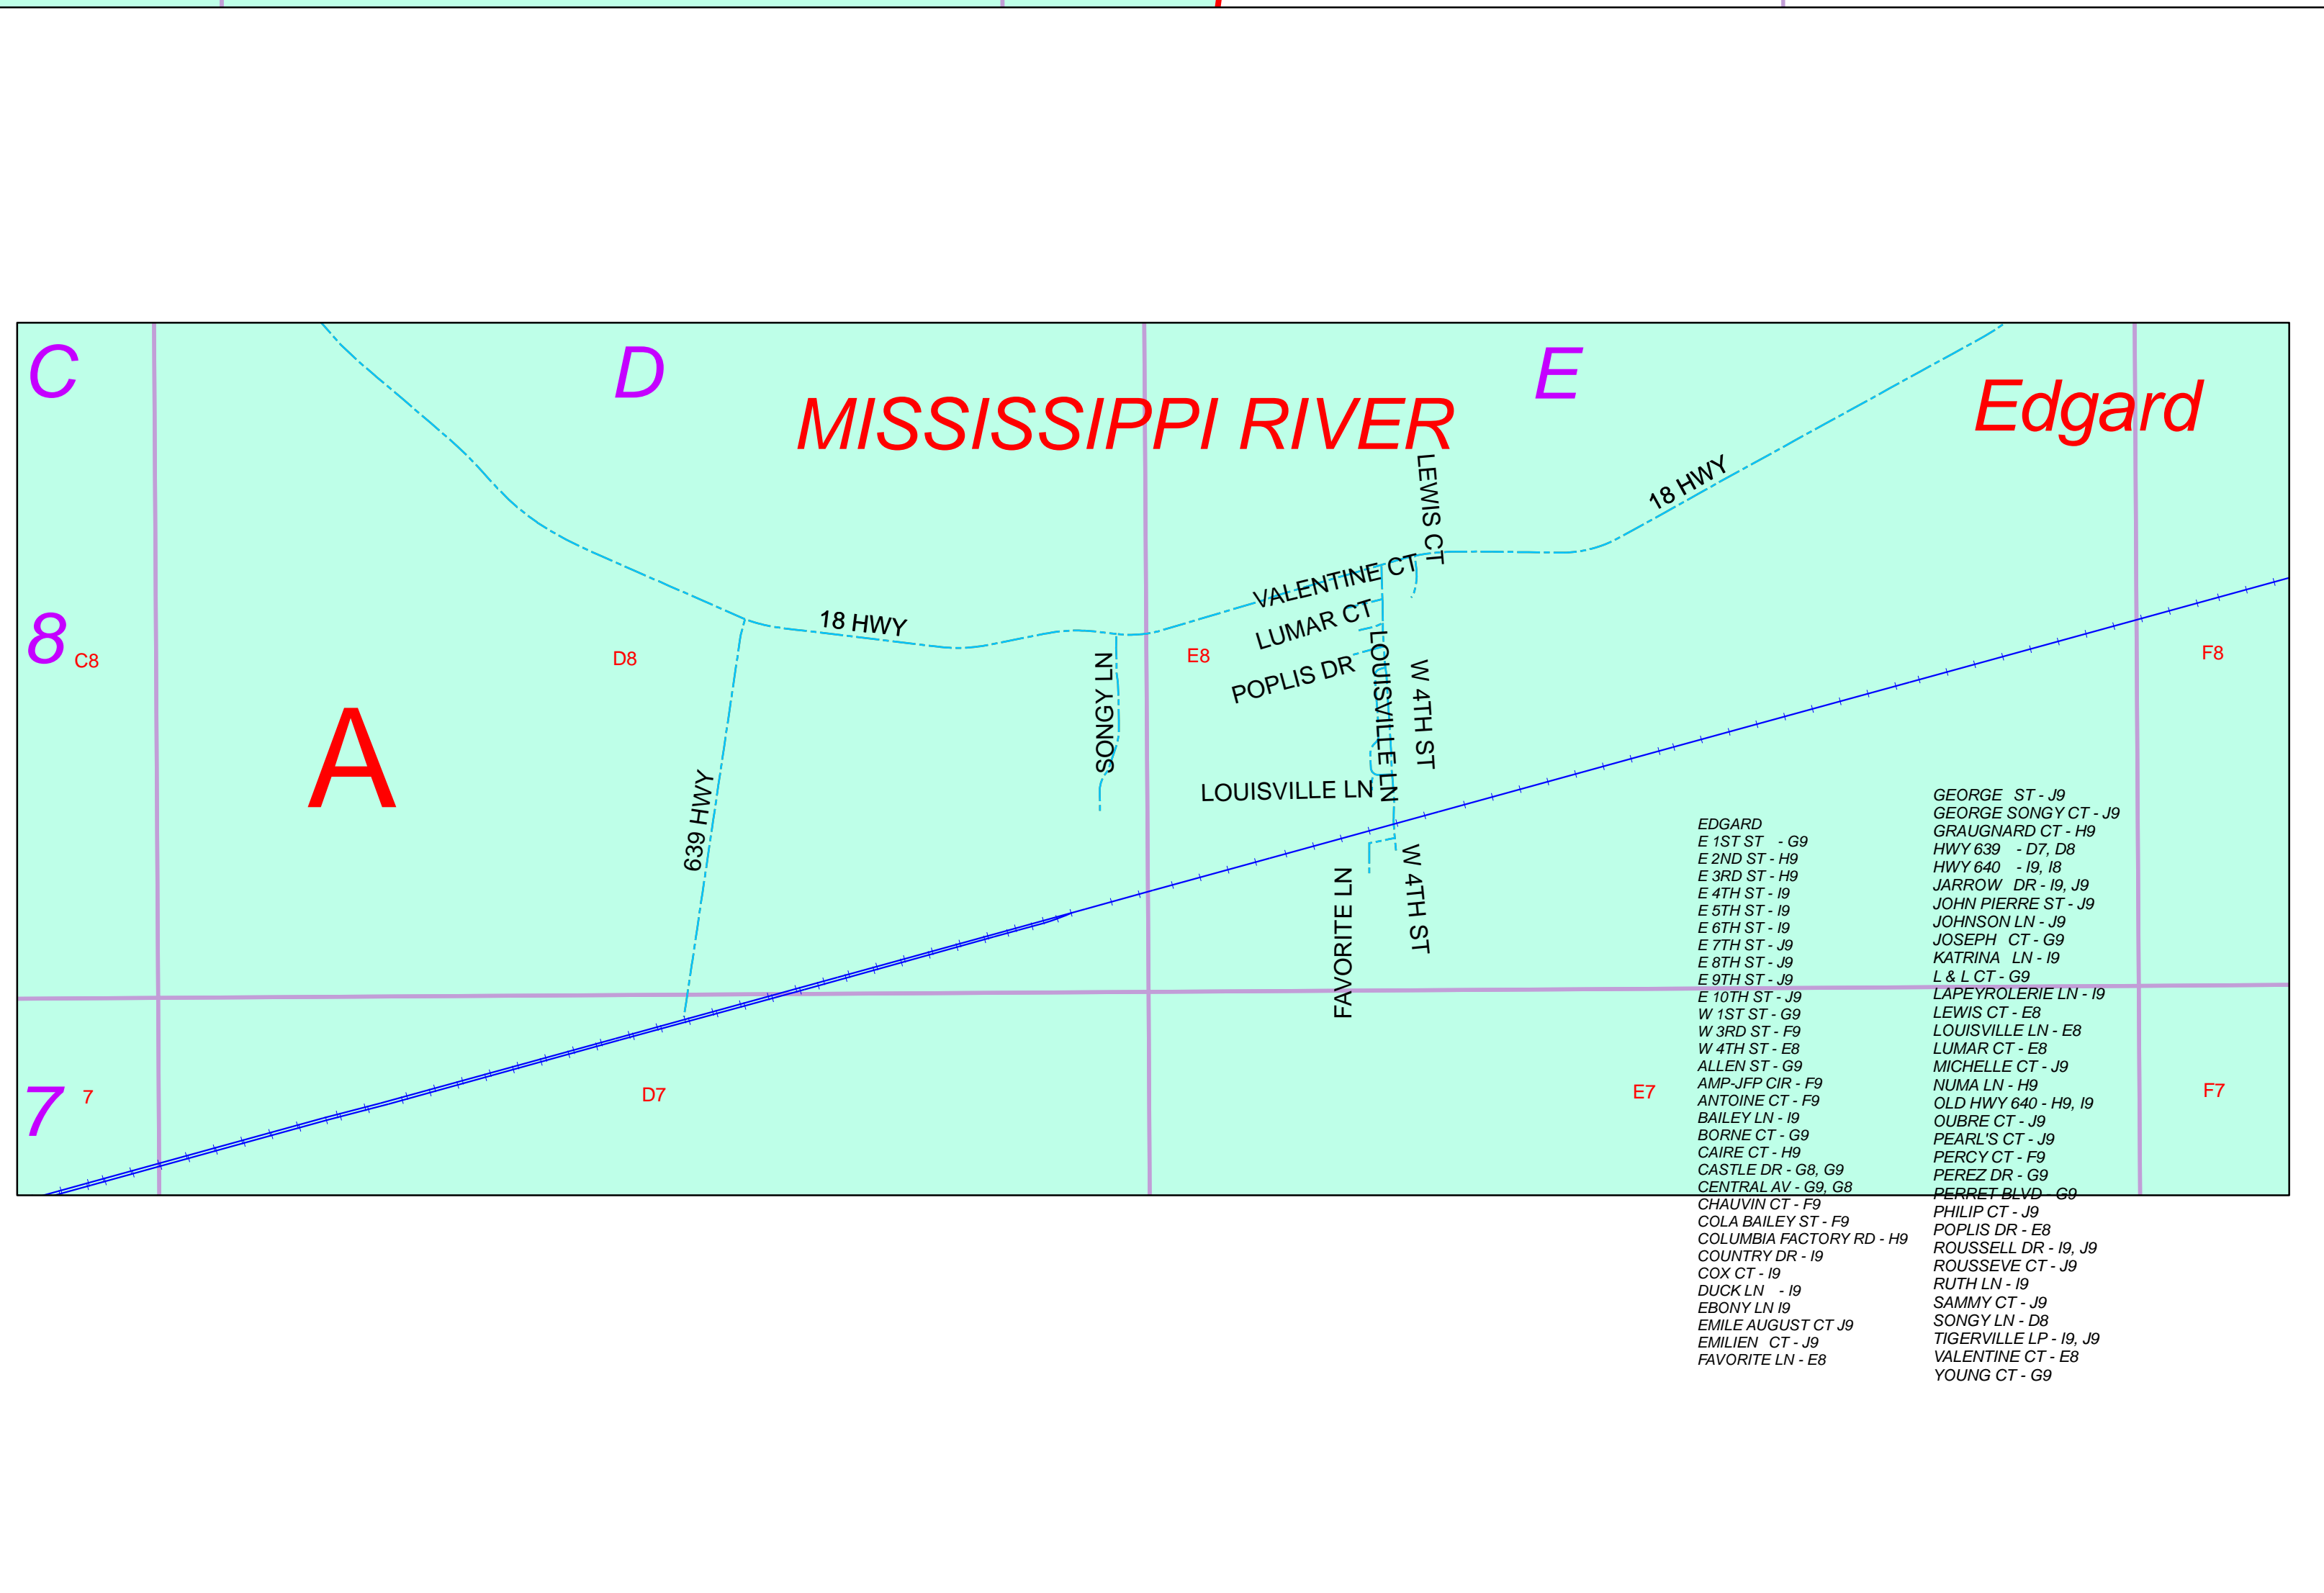 C
D
E
MISSISSIPPI RIVER
Edgard
LEWIS CT
18 HWY
VALENTINE CT
18 HWY
LUMAR CT
8
C8
D8
E8
F8
SONGY LN
POPLIS DR
LOUISVILLE LN
W 4TH ST
A
639 HWY
LOUISVILLE LN
FAVORITE LN
W 4TH ST
7
7
D7
E7
F7
EDGARD
E 1ST ST - G9
E 2ND ST - H9
E 3RD ST - H9
E 4TH ST - I9
E 5TH ST - I9
E 6TH ST - I9
E 7TH ST - J9
E 8TH ST - J9
E 9TH ST - J9
E 10TH ST - J9
W 1ST ST - G9
W 3RD ST - F9
W 4TH ST - E8
ALLEN ST - G9
AMP-JFP CIR - F9
ANTOINE CT - F9
BAILEY LN - I9
BORNE CT - G9
CAIRE CT - H9
CASTLE DR - G8, G9
CENTRAL AV - G9, G8
CHAUVIN CT - F9
COLA BAILEY ST - F9
COLUMBIA FACTORY RD - H9
COUNTRY DR - I9
COX CT - I9
DUCK LN - I9
EBONY LN I9
EMILE AUGUST CT J9
EMILIEN CT - J9
FAVORITE LN - E8
GEORGE ST - J9
GEORGE SONGY CT - J9
GRAUGNARD CT - H9
HWY 639 - D7, D8
HWY 640 - I9, I8
JARROW DR - I9, J9
JOHN PIERRE ST - J9
JOHNSON LN - J9
JOSEPH CT - G9
KATRINA LN - I9
L & L CT - G9
LAPEYROLERIE LN - I9
LEWIS CT - E8
LOUISVILLE LN - E8
LUMAR CT - E8
MICHELLE CT - J9
NUMA LN - H9
OLD HWY 640 - H9, I9
OUBRE CT - J9
PEARL'S CT - J9
PERCY CT - F9
PEREZ DR - G9
PERRET BLVD - G9
PHILIP CT - J9
POPLIS DR - E8
ROUSSELL DR - I9, J9
ROUSSEVE CT - J9
RUTH LN - I9
SAMMY CT - J9
SONGY LN - D8
TIGERVILLE LP - I9, J9
VALENTINE CT - E8
YOUNG CT - G9